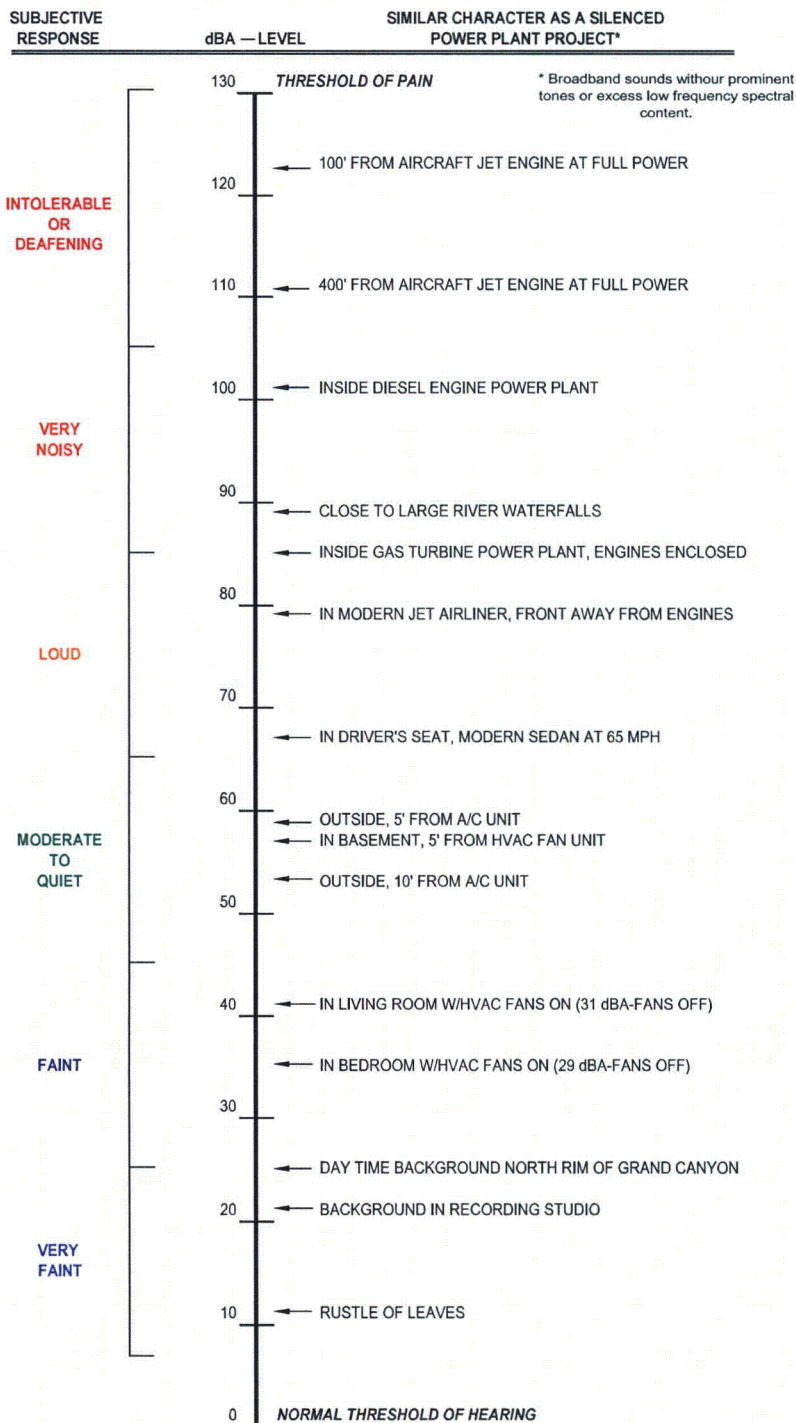 SUBJECTIVE RESPONSE
dBA — LEVEL
SIMILAR CHARACTER AS A SILENCED
POWER PLANT PROJECT*
130 THRESHOLD OF PAIN
* Broadband sounds withour prominent
tones or excess low frequency spectral
content.
100' FROM AIRCRAFT JET ENGINE AT FULL POWER
120
INTOLERABLE
OR
DEAFENING
110 400' FROM AIRCRAFT JET ENGINE AT FULL POWER
100 INSIDE DIESEL ENGINE POWER PLANT
VERY
NOISY
90
CLOSE TO LARGE RIVER WATERFALLS
INSIDE GAS TURBINE POWER PLANT, ENGINES ENCLOSED
80
IN MODERN JET AIRLINER, FRONT AWAY FROM ENGINES
LOUD
70
IN DRIVER'S SEAT, MODERN SEDAN AT 65 MPH
60
OUTSIDE, 5' FROM A/C UNIT
IN BASEMENT, 5' FROM HVAC FAN UNIT
MODERATE
TO
QUIET
OUTSIDE, 10' FROM A/C UNIT
50
40 IN LIVING ROOM W/HVAC FANS ON (31 dBA-FANS OFF)
FAINT
IN BEDROOM W/HVAC FANS ON (29 dBA-FANS OFF)
30
DAY TIME BACKGROUND NORTH RIM OF GRAND CANYON
20 BACKGROUND IN RECORDING STUDIO
VERY
FAINT
10 RUSTLE OF LEAVES
0 NORMAL THRESHOLD OF HEARING